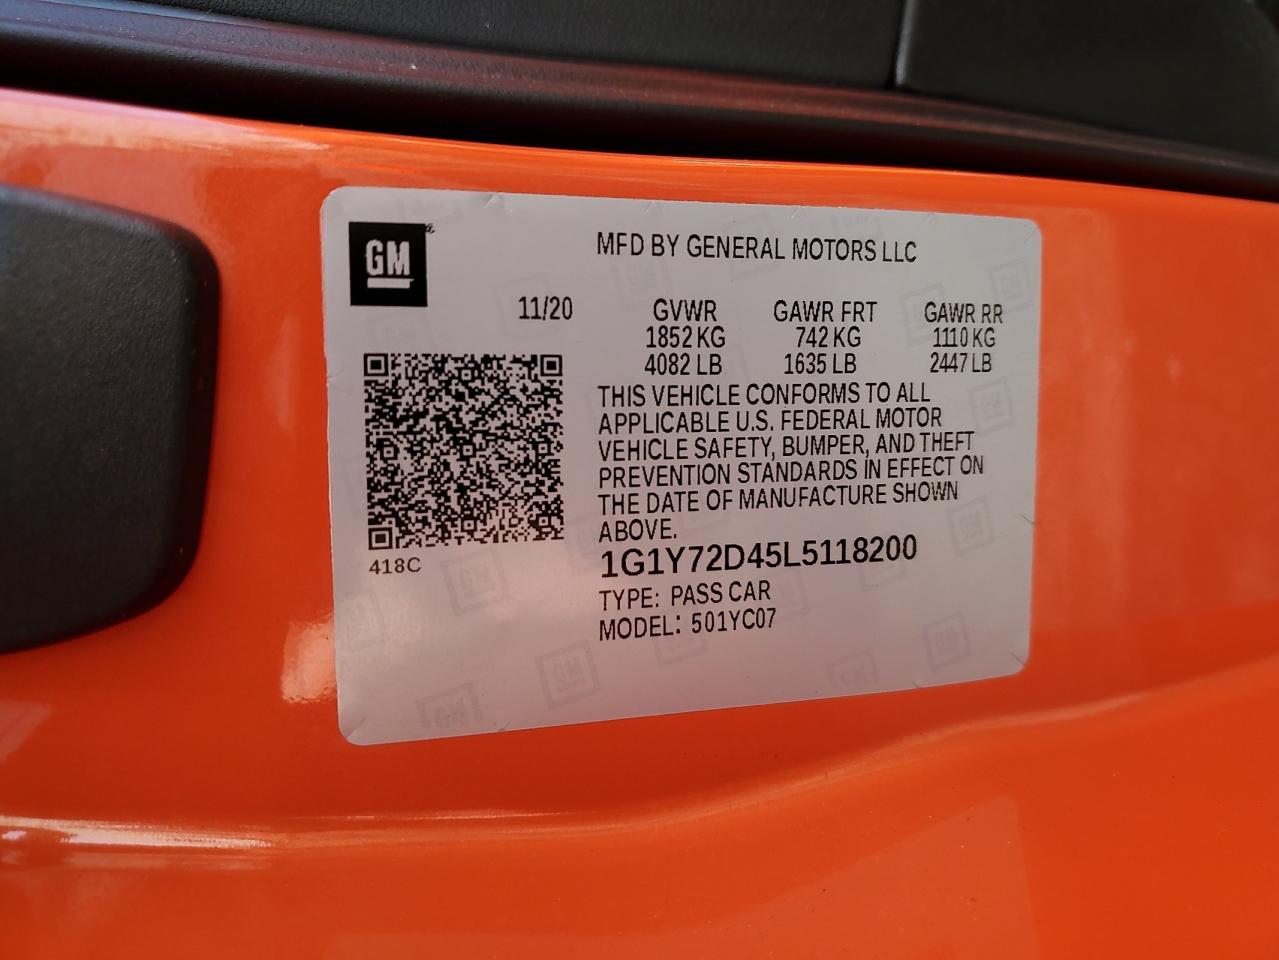 GM
MFD BY GENERAL MOTORS LLC
11/20 GVWR GAWR FRT GAWR RR
1852 KG 742 KG 1110 KG
4082 LB 1635 LB 2447 LB
THIS VEHICLE CONFORMS TO ALL
APPLICABLE U.S. FEDERAL MOTOR
VEHICLE SAFETY, BUMPER, AND THEFT
PREVENTION STANDARDS IN EFFECT ON
THE DATE OF MANUFACTURE SHOWN
ABOVE.
418C
1G1Y72D45L5118200
TYPE: PASS CAR
MODEL: 501YC07